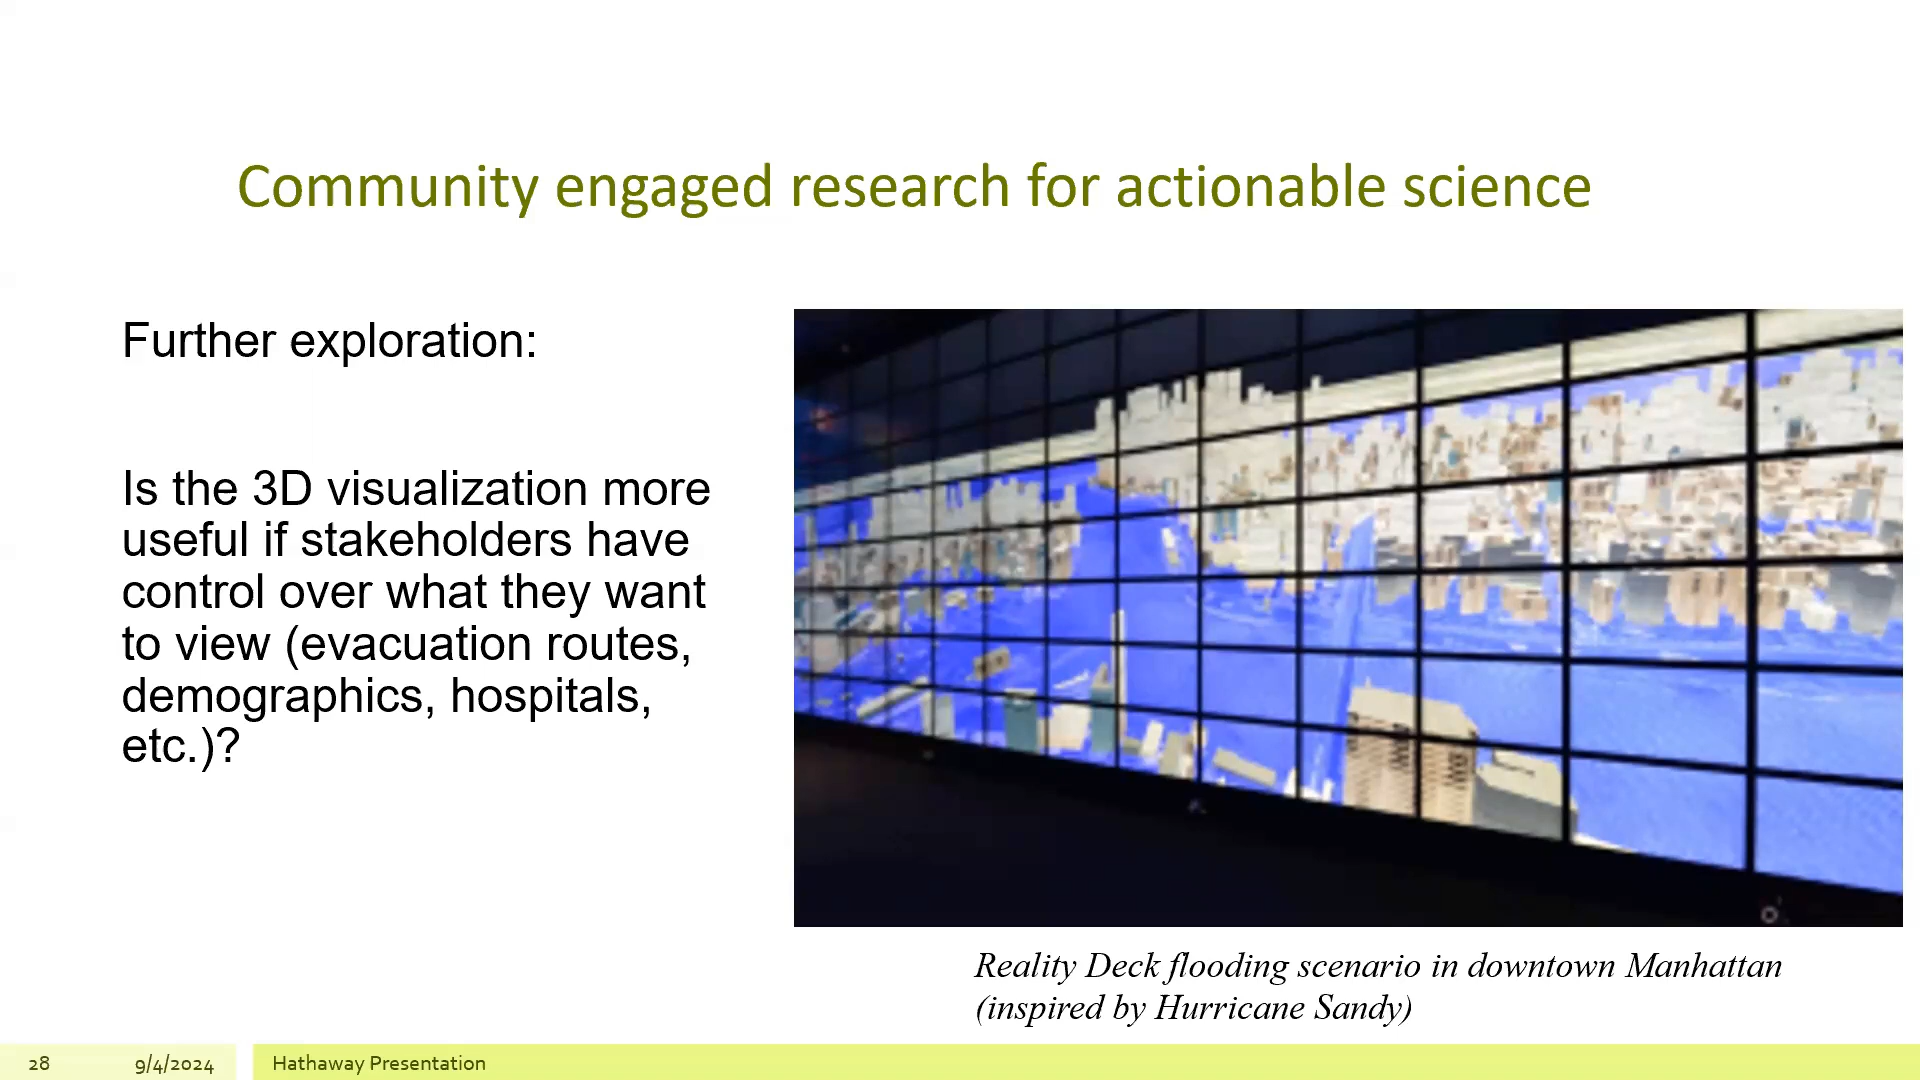 Community engaged research for actionable science
Further exploration:
Is the 3D visualization more
useful if stakeholders have
control over what they want
to view (evacuation routes,
demographics, hospitals,
etc.)?
Reality Deck flooding scenario in downtown Manhattan
(inspired by Hurricane Sandy)
28 9/4/2024 Hathaway Presentation